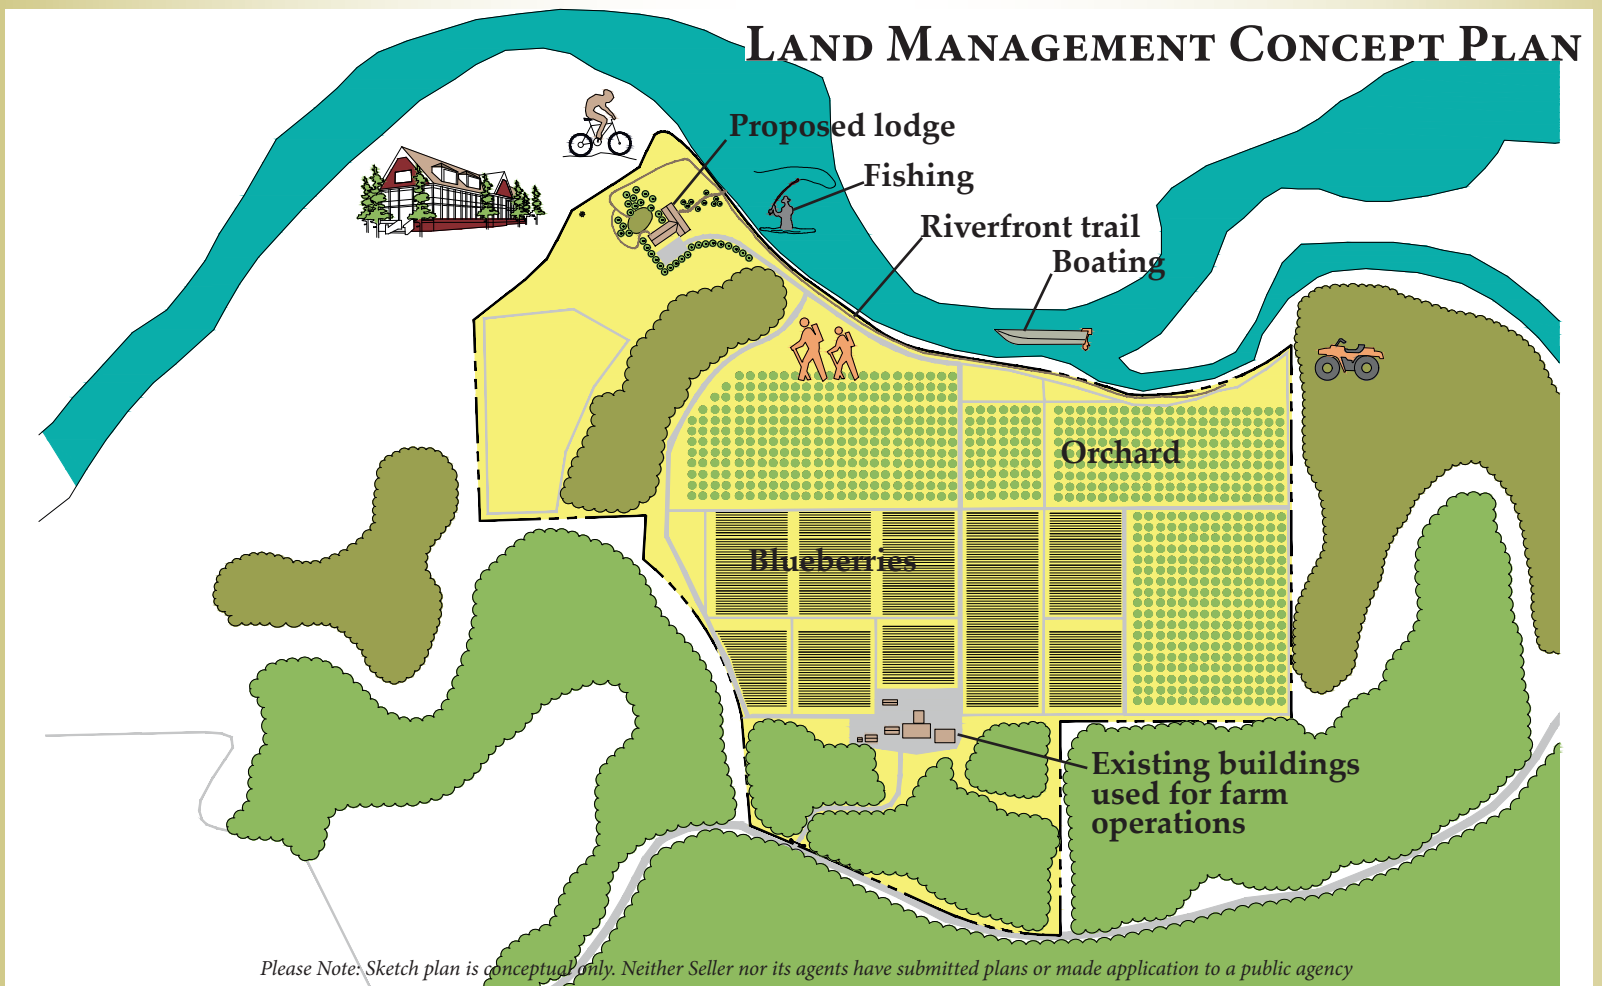 LAND MANAGEMENT CONCEPT PLAN
Proposed lodge
Fishing
Riverfront trail
Boating
Orchard
Blueberries
Existing buildings
used for farm
operations
Please Note: Sketch plan is conceptual only. Neither Seller nor its agents have submitted plans or made application to a public agency